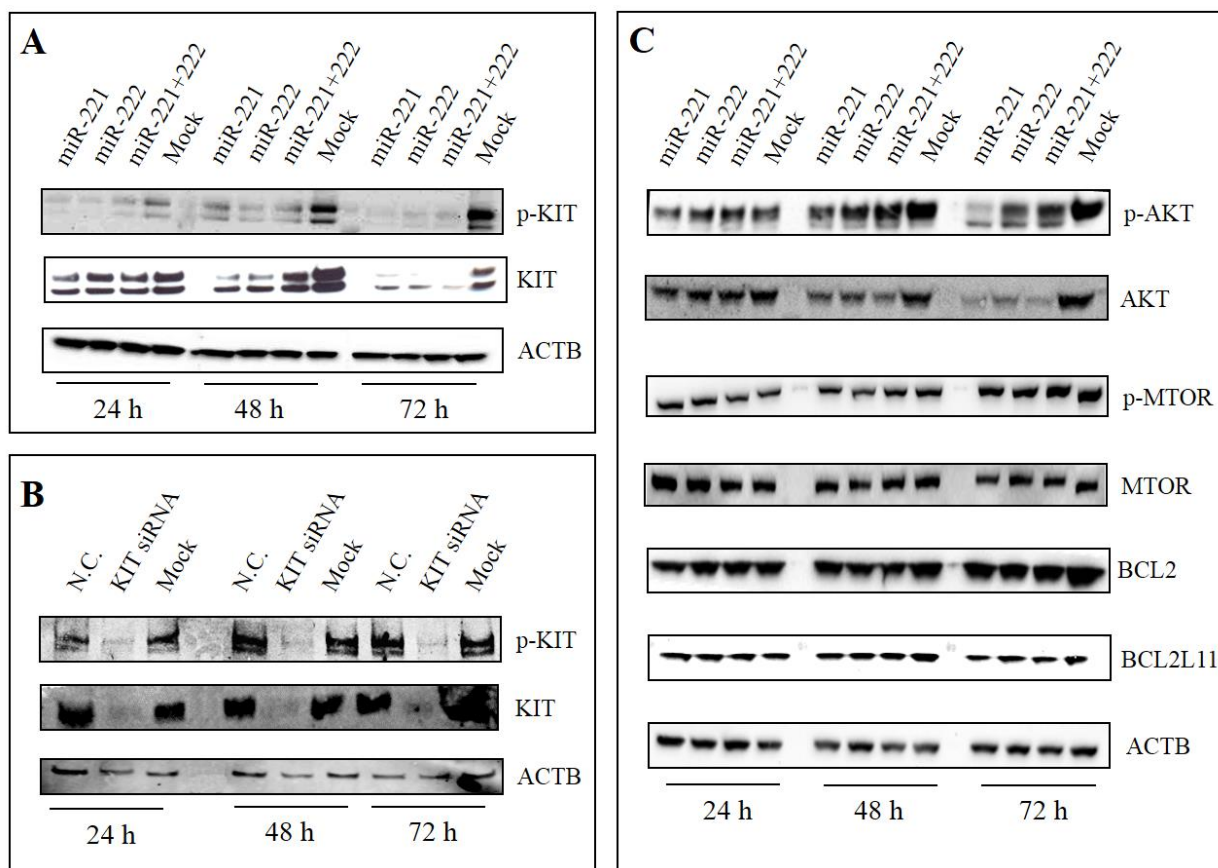 A
miR-221 miR-222 miR-221+222 Mock miR-221 miR-222 miR-221+222 Mock miR-221 miR-222 miR-221+222 Mock
p-KIT
KIT
ACTB
24 h 48 h 72 h
B
N.C. KIT siRNA Mock N.C. KIT siRNA Mock N.C. KIT siRNA Mock
p-KIT
KIT
ACTB
24 h 48 h 72 h
C
miR-221 miR-222 miR-221+222 Mock miR-221 miR-222 miR-221+222 Mock miR-221 miR-222 miR-221+222 Mock
p-AKT
AKT
p-MTOR
MTOR
BCL2
BCL2L11
ACTB
24 h 48 h 72 h